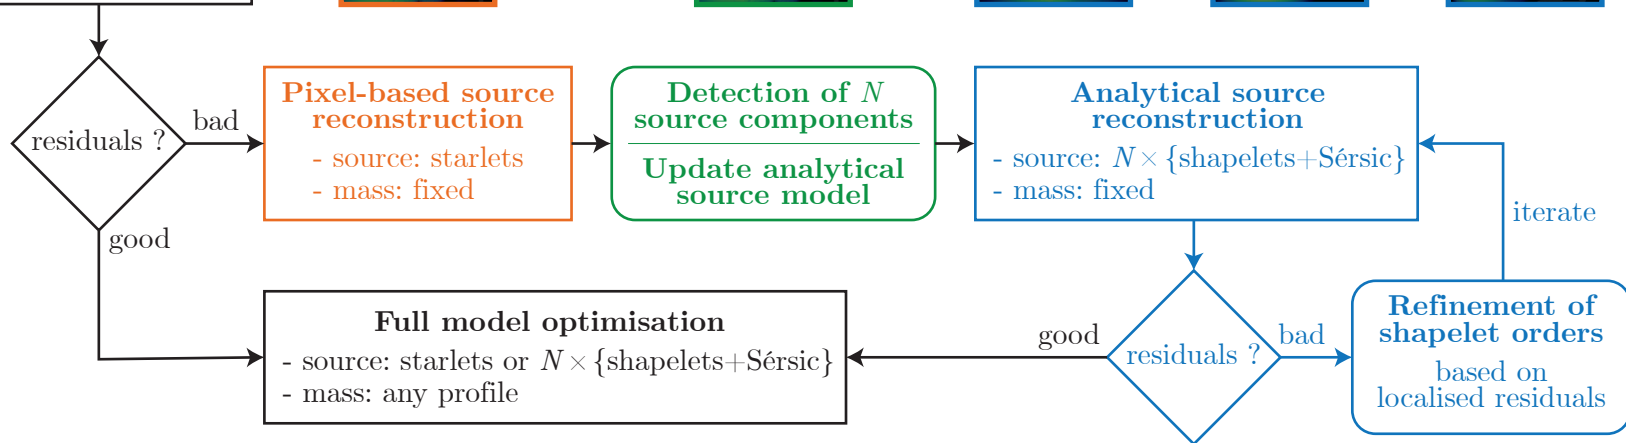 residuals ?
bad
good
Pixel-based source
reconstruction
- source: starlets
- mass: fixed
Detection of N
source components
Update analytical
source model
Analytical source
reconstruction
- source: N × {shapelets+Sérsic}
- mass: fixed
iterate
Full model optimisation
- source: starlets or N × {shapelets+Sérsic}
- mass: any profile
good
residuals ?
bad
Refinement of
shapelet orders
based on
localised residuals